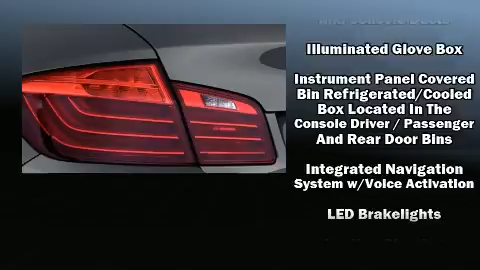 Illuminated Glove Box
Instrument Panel Covered
Bin Refrigerated/Cooled
Box Located In The
Console Driver / Passenger
And Rear Door Bins
Integrated Navigation
System w/Voice Activation
LED Brakelights